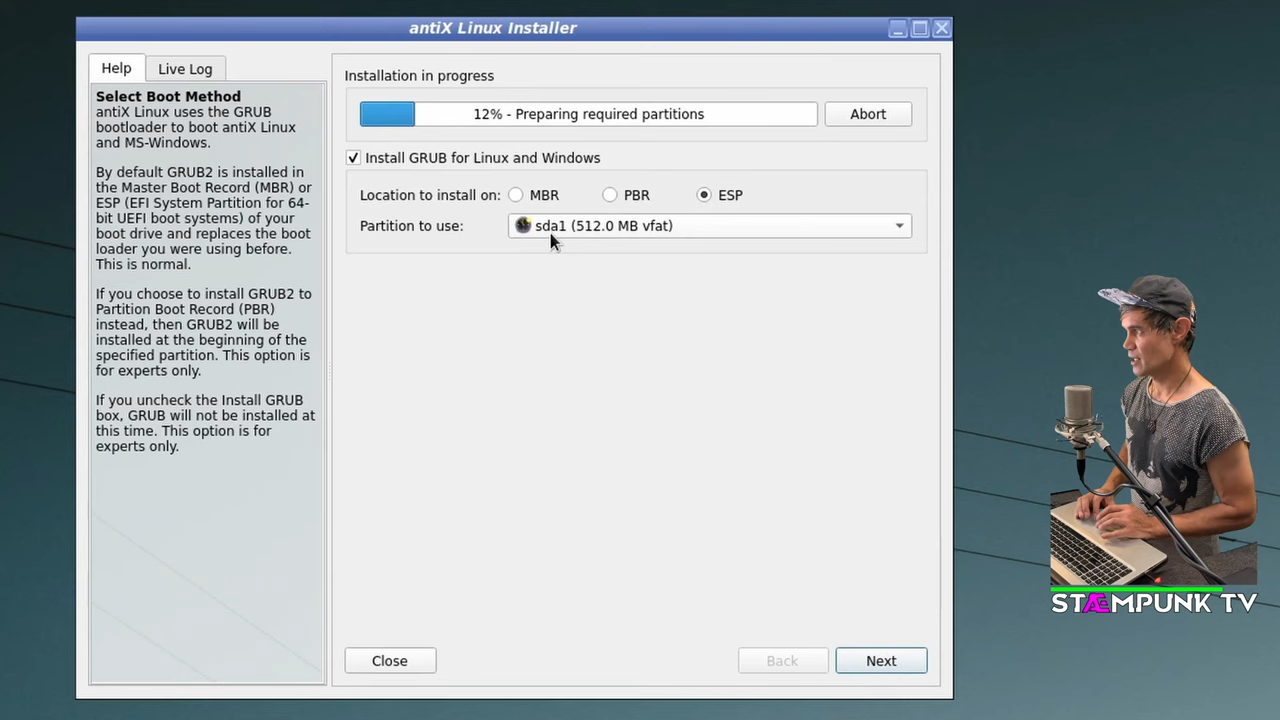 antiX Linux Installer
Help
Live Log
Select Boot Method
antiX Linux uses the GRUB
bootloader to boot antiX Linux
and MS-Windows.
By default GRUB2 is installed in
the Master Boot Record (MBR) or
ESP (EFI System Partition for 64-
bit UEFI boot systems) of your
boot drive and replaces the boot
loader you were using before.
This is normal.
If you choose to install GRUB2 to
Partition Boot Record (PBR)
instead, then GRUB2 will be
installed at the beginning of the
specified partition. This option is
for experts only.
If you uncheck the Install GRUB
box, GRUB will not be installed at
this time. This option is for
experts only.
Installation in progress
12% - Preparing required partitions
Abort
Install GRUB for Linux and Windows
Location to install on:
MBR
PBR
ESP
Partition to use:
sda1 (512.0 MB vfat)
Close
Back
Next
STÆMPUNK TV